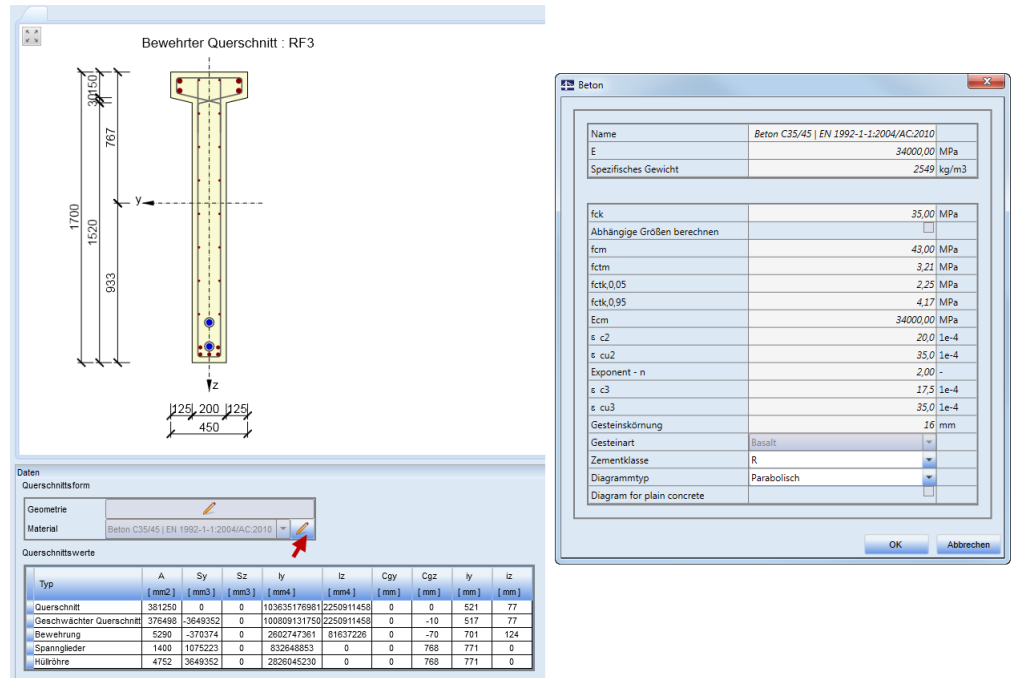 Bewehrter Querschnitt : RF3
30150
767
y
1700
1520
933
z
125 200 125
450
Daten
Querschnittsform
Geometrie
Material Beton C35/45 | EN 1992-1-1:2004/AC:2010
Querschnittswerte
Typ A Sy Sz Iy Iz Cgy Cgz iy iz
[ mm2 ] [ mm3 ] [ mm3 ] [ mm4 ] [ mm4 ] [ mm ] [ mm ] [ mm ] [ mm ]
Querschnitt 381250 0 0 103635176981 2250911458 0 0 521 77
Geschwächter Querschnitt 376498 -3649352 0 100809131750 2250911458 0 -10 517 77
Bewehrung 5290 -370374 0 2602747361 81637226 0 -70 701 124
Spannglieder 1400 1075223 0 832648853 0 0 768 771 0
Hüllröhre 4752 3649352 0 2826045230 0 0 768 771 0
Beton
Name Beton C35/45 | EN 1992-1-1:2004/AC:2010
E 34000,00 MPa
Spezifisches Gewicht 2549 kg/m3
fck 35,00 MPa
Abhängige Größen berechnen
fcm 43,00 MPa
fctm 3,21 MPa
fctk,0,05 2,25 MPa
fctk,0,95 4,17 MPa
Ecm 34000,00 MPa
ε c2 20,0 1e-4
ε cu2 35,0 1e-4
Exponent - n 2,00 -
ε c3 17,5 1e-4
ε cu3 35,0 1e-4
Gesteinskörnung 16 mm
Gesteinart Basalt
Zementklasse R
Diagrammtyp Parabolisch
Diagram for plain concrete
OK Abbrechen